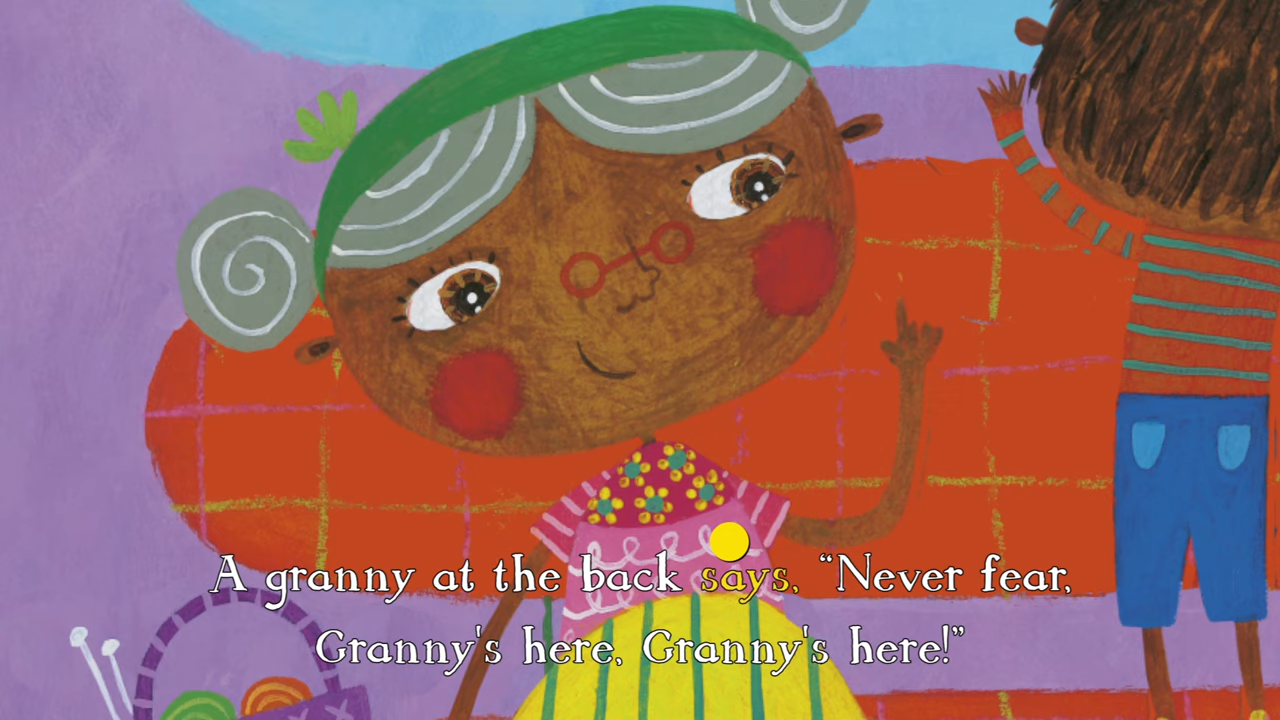 A granny at the back says, “Never fear,
Granny's here, Granny's here!”